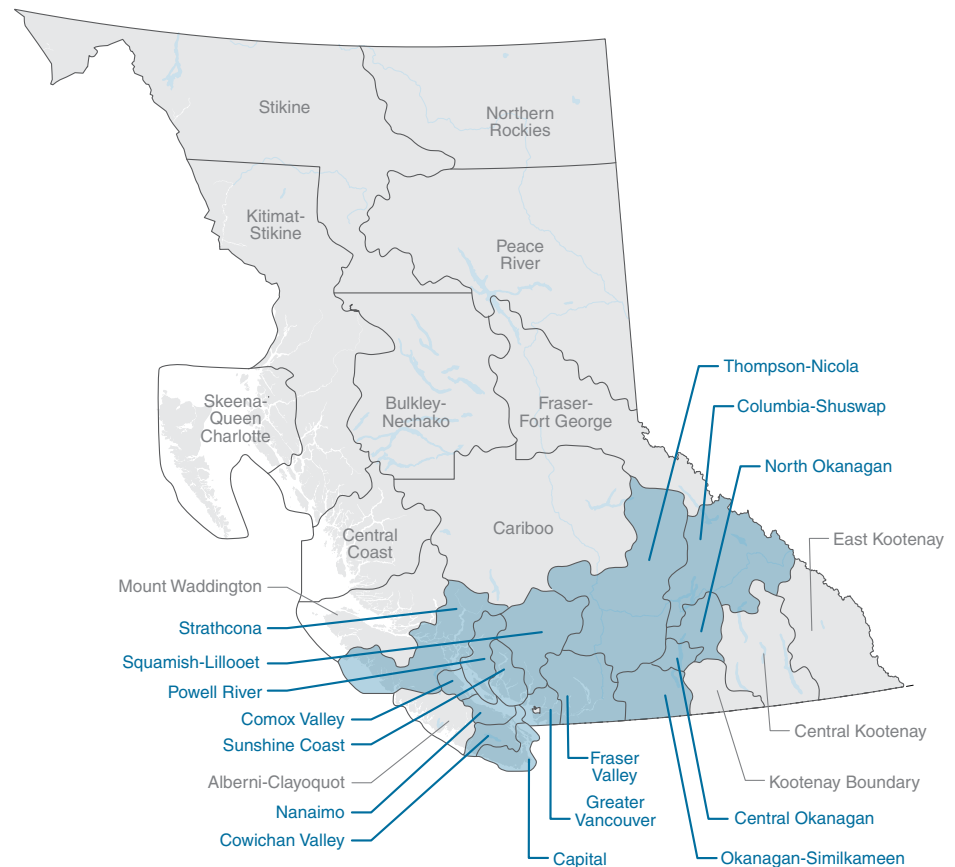 Stikine
Northern
Rockies
Kitimat-
Stikine
Peace
River
Thompson-Nicola
Skeena-
Queen
Charlotte
Bulkley-
Nechako
Fraser-
Fort George
Columbia-Shuswap
North Okanagan
Central
Coast
Cariboo
East Kootenay
Mount Waddington
Strathcona
Squamish-Lillooet
Powell River
Comox Valley
Sunshine Coast
Central Kootenay
Alberni-Clayoquot
Fraser
Valley
Kootenay Boundary
Nanaimo
Greater
Vancouver
Central Okanagan
Cowichan Valley
Capital
Okanagan-Similkameen